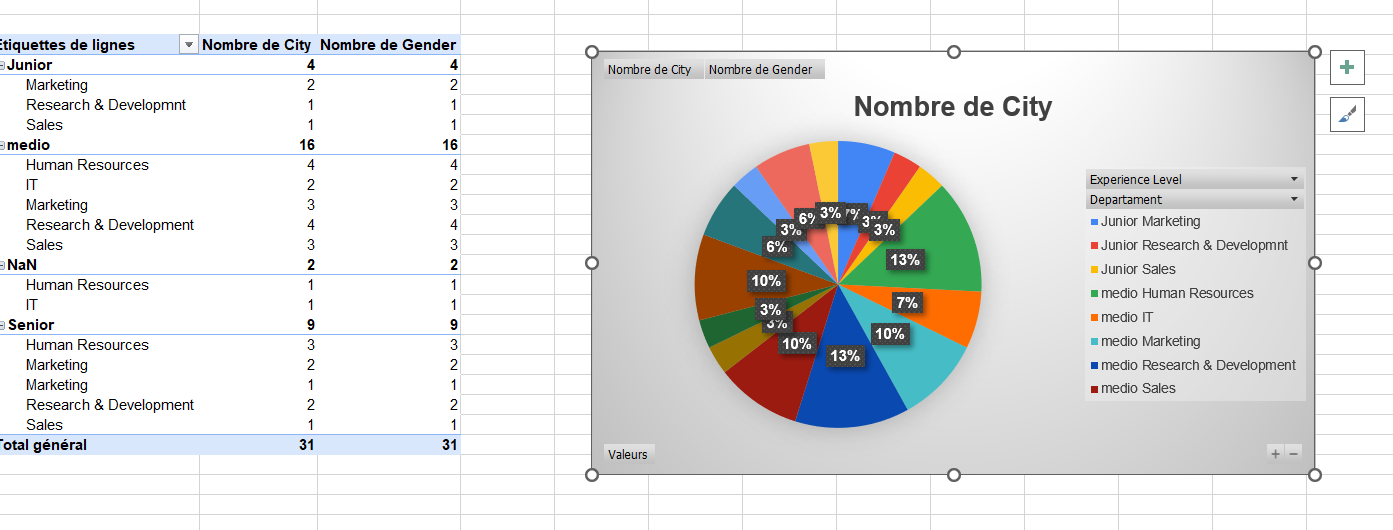 Etiquettes de lignes Nombre de City Nombre de Gender
Junior 4 4
Marketing 2 2
Research & Developmnt 1 1
Sales 1 1
medio 16 16
Human Resources 4 4
IT 2 2
Marketing 3 3
Research & Development 4 4
Sales 3 3
NaN 2 2
Human Resources 1 1
IT 1 1
Senior 9 9
Human Resources 3 3
Marketing 2 2
Marketing 1 1
Research & Development 2 2
Sales 1 1
Total général 31 31
Nombre de City Nombre de Gender
Nombre de City
7%
3%
3%
13%
7%
10%
13%
10%
3%
3%
10%
6%
3%
6%
3%
Experience Level
Departament
Junior Marketing
Junior Research & Developmnt
Junior Sales
medio Human Resources
medio IT
medio Marketing
medio Research & Development
medio Sales
Valeurs